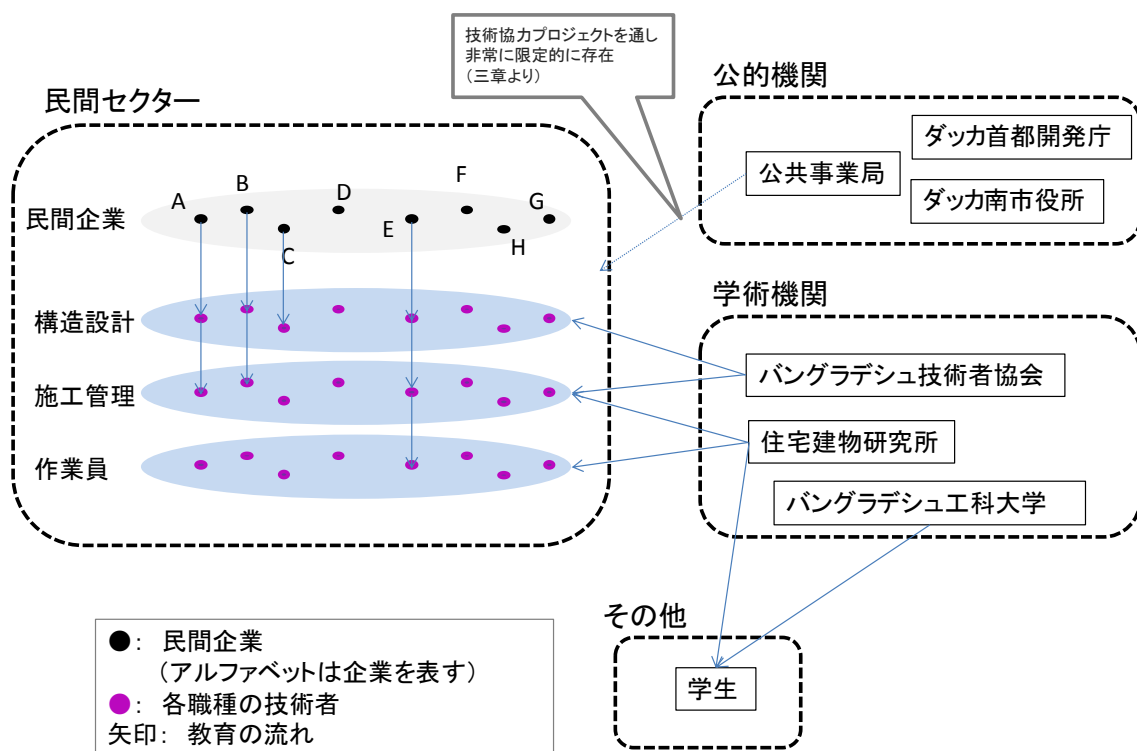 技術協力プロジェクトを通し
非常に限定的に存在
(三章より)
民間セクター
公的機関
ダッカ首都開発庁
公共事業局
ダッカ南市役所
民間企業
A
B
C
D
E
F
G
H
構造設計
施工管理
作業員
学術機関
バングラデシュ技術者協会
住宅建物研究所
バングラデシュ工科大学
その他
学生
●： 民間企業
(アルファベットは企業を表す)
●： 各職種の技術者
矢印： 教育の流れ